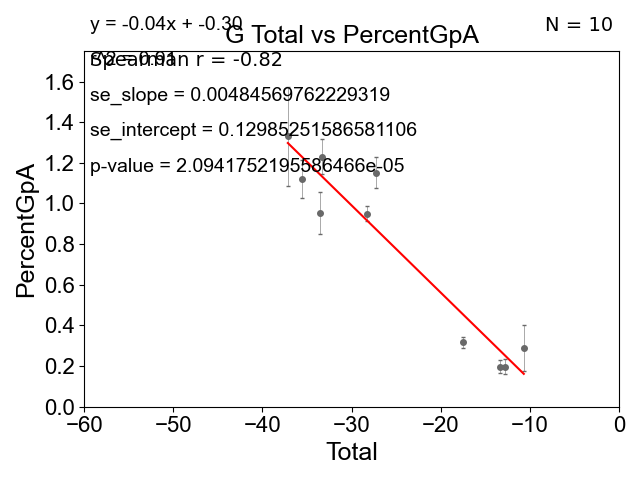 y = -0.04x + -0.30
N = 10
G Total vs PercentGpA
Spearman r = -0.82
se_slope = 0.00484569762229319
se_intercept = 0.12985251586581106
p-value = 2.0941752195586466e-05
PercentGpA
1.6
1.4
1.2
1.0
0.8
0.6
0.4
0.2
0.0
−60 −50 −40 −30 −20 −10 0
Total